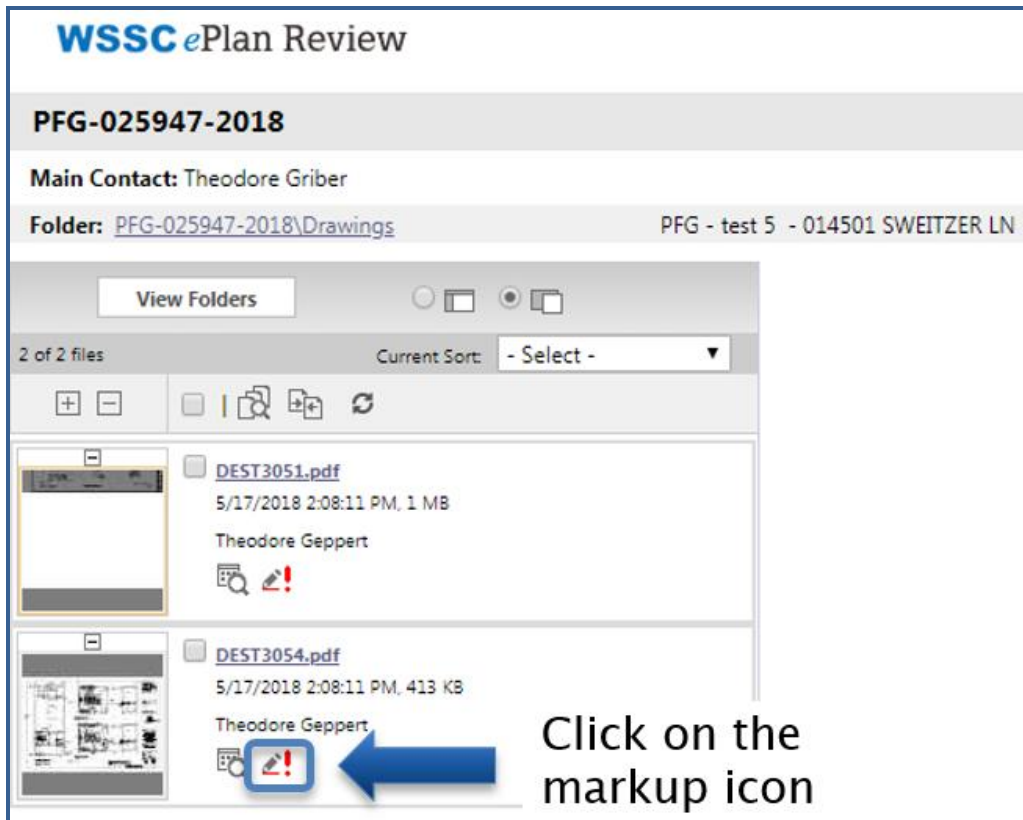 WSSC ePlan Review
PFG-025947-2018
Main Contact: Theodore Griber
Folder: PFG-025947-2018\Drawings PFG - test 5 - 014501 SWEITZER LN
View Folders
2 of 2 files Current Sort: - Select -
DEST3051.pdf
5/17/2018 2:08:11 PM, 1 MB
Theodore Geppert
DEST3054.pdf
5/17/2018 2:08:11 PM, 413 KB
Theodore Geppert
Click on the
markup icon